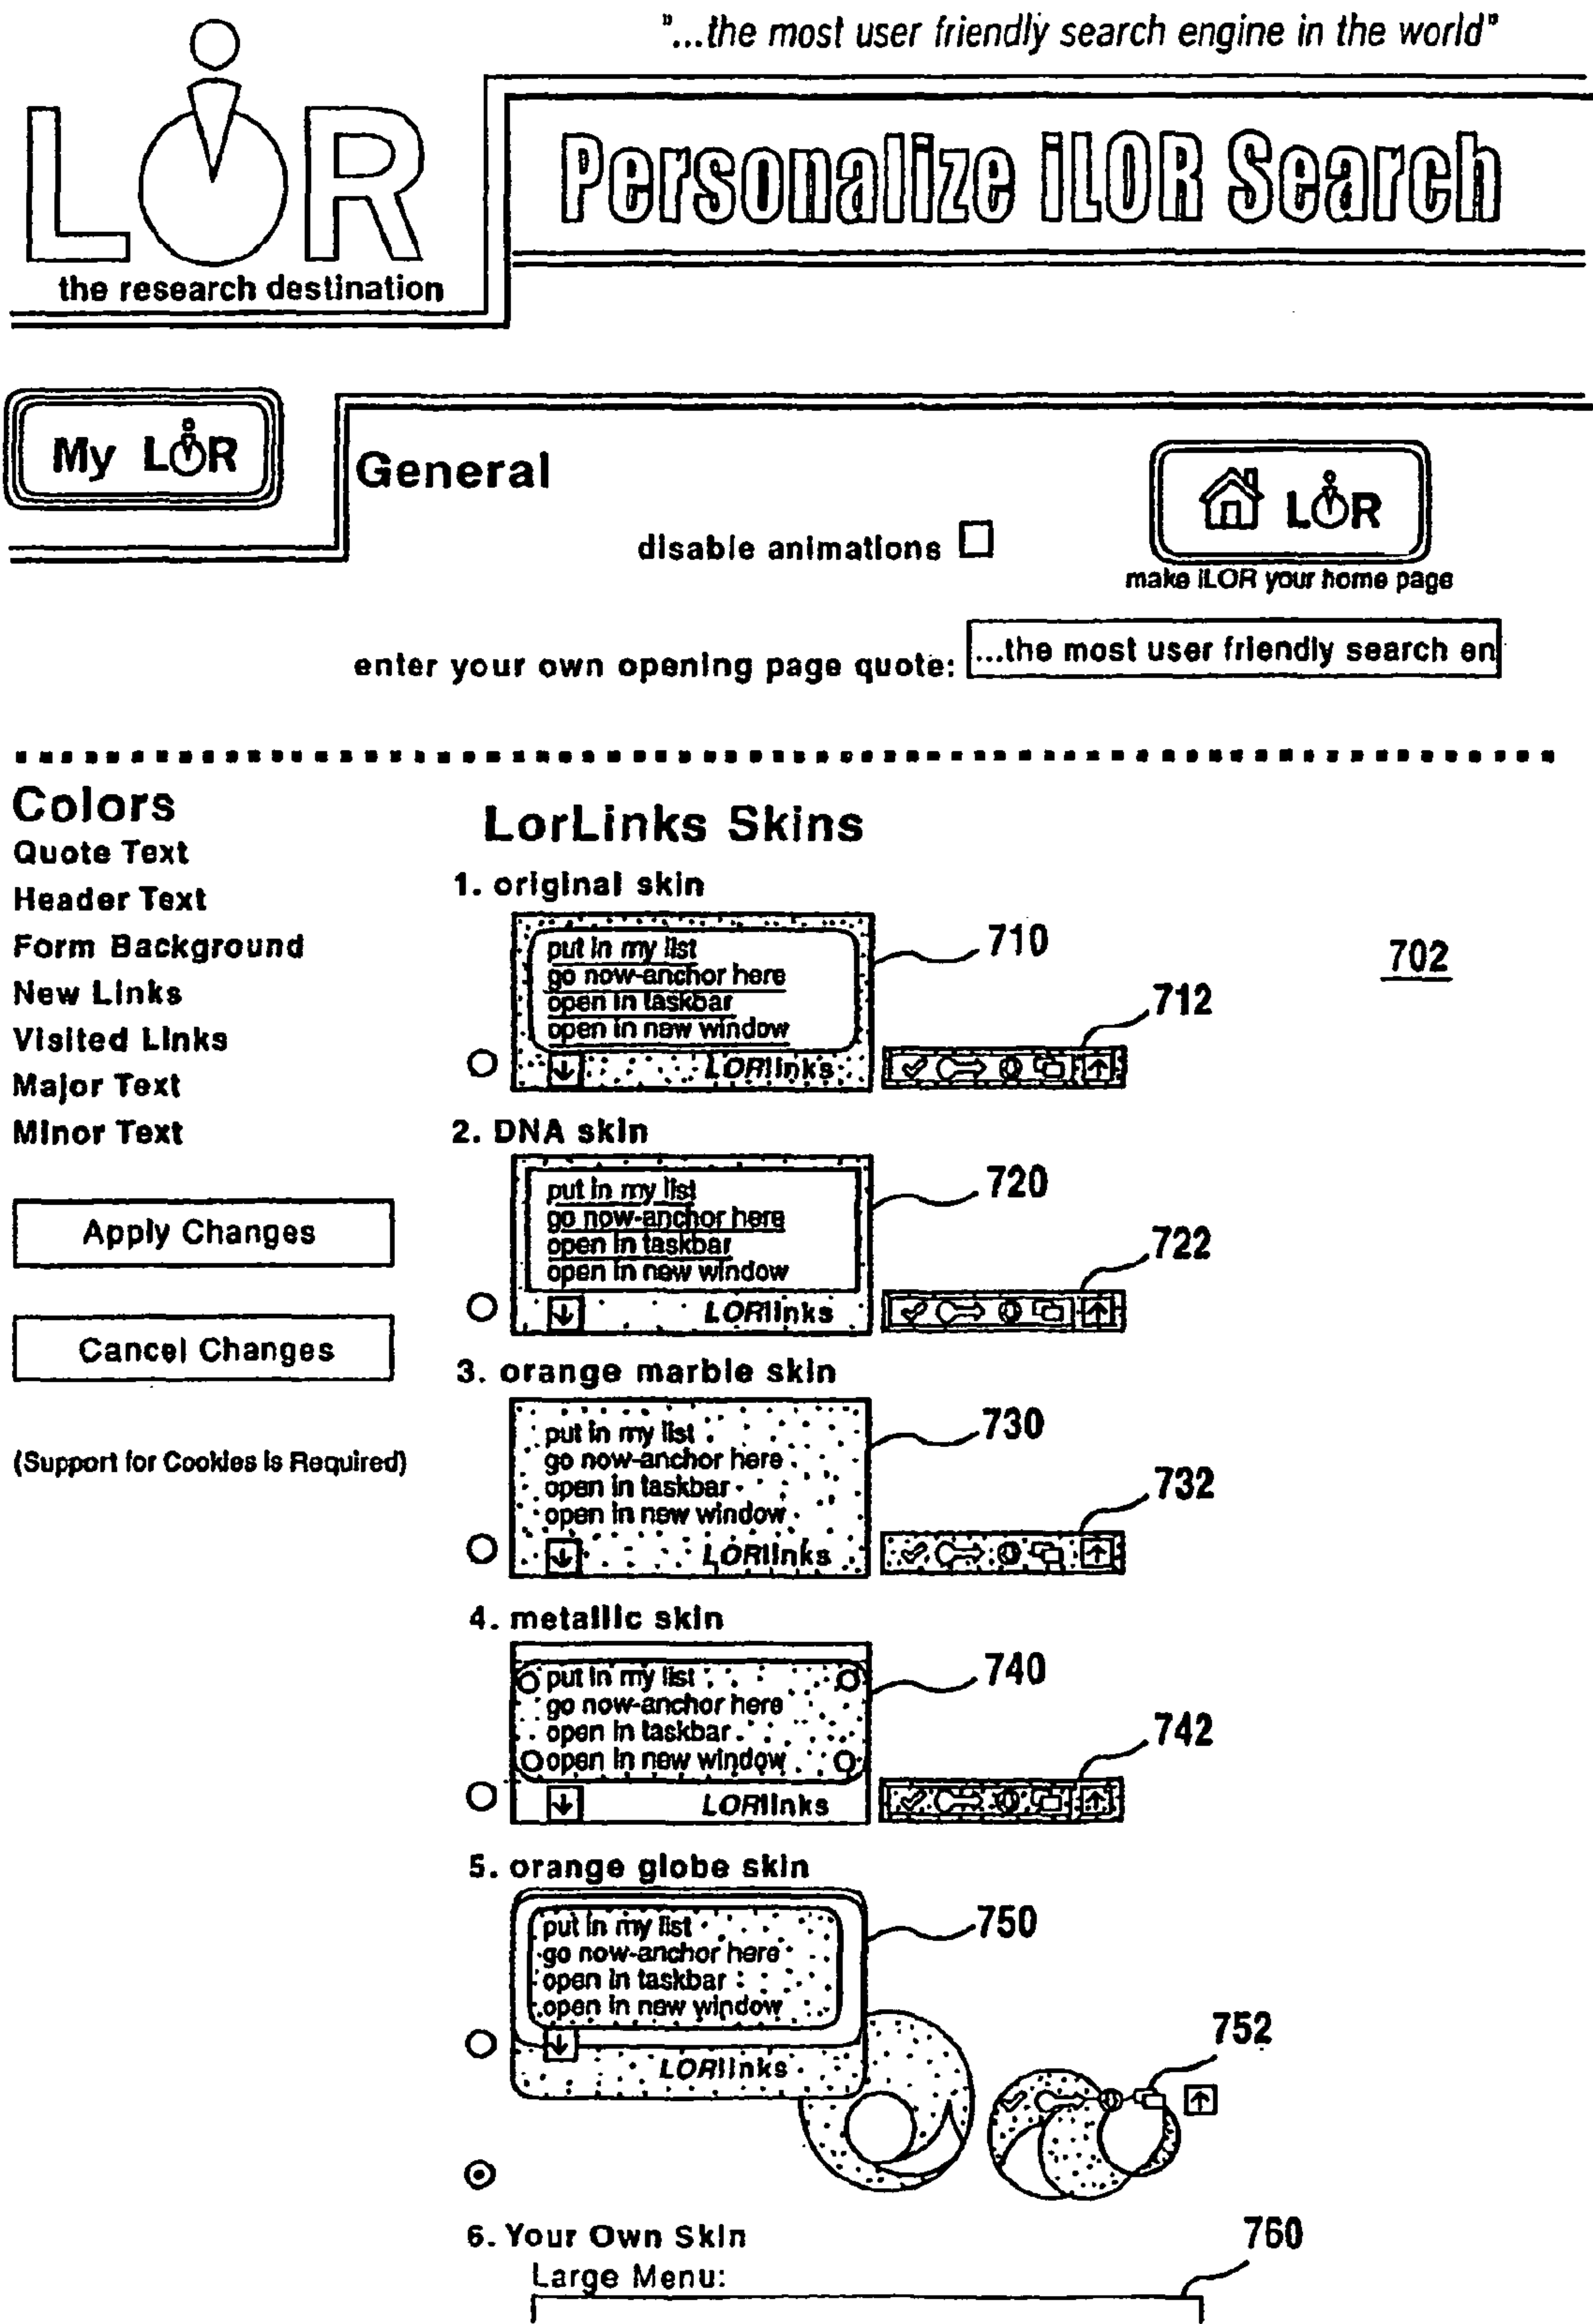 "...the most user friendly search engine in the world"
LOR
Personalize iLOR Search
the research destination
My LOR
General
LOR
disable animations
make iLOR your home page
enter your own opening page quote:
...the most user friendly search en
Colors
Quote Text
Header Text
Form Background
New Links
Visited Links
Major Text
Minor Text
Apply Changes
Cancel Changes
(Support for Cookies is Required)
LorLinks Skins
1. original skin
put in my list
go now-anchor here
open in taskbar
open in new window
LORlinks
710
702
712
2. DNA skin
put in my list
go now-anchor here
open in taskbar
open in new window
LORlinks
720
722
3. orange marble skin
put in my list
go now-anchor here
open in taskbar
open in new window
LORlinks
730
732
4. metallic skin
put in my list
go now-anchor here
open in taskbar
open in new window
LORlinks
740
742
5. orange globe skin
put in my list
go now-anchor here
open in taskbar
open in new window
LORlinks
750
752
6. Your Own Skin
760
Large Menu: